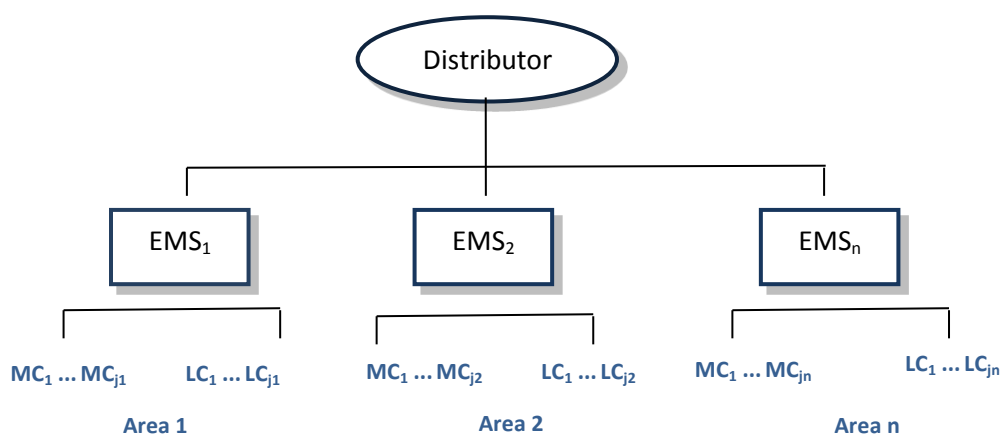 Distributor
EMS₁ EMS₂ EMSₙ
MC₁ ... MCⱼ₁ LC₁ ... LCⱼ₁ MC₁ ... MCⱼ₂ LC₁ ... LCⱼ₂ MC₁ ... MCⱼₙ LC₁ ... LCⱼₙ
Area 1 Area 2 Area n